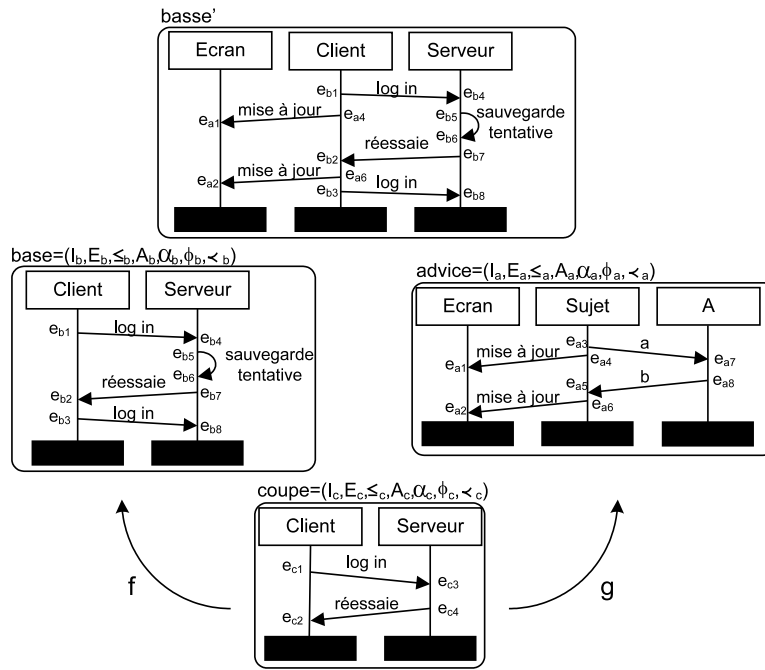 basse’
Ecran Client Serveur
e_b1 log in e_b4
e_a1 mise à jour e_a4 e_b5 sauvegarde
e_b6 tentative
e_b2 réessaie e_b7
e_a2 mise à jour e_a6
e_b3 log in e_b8
base=(I_b,E_b,≤_b,A_b,α_b,ϕ_b,≺_b)
Client Serveur
e_b1 log in e_b4
e_b5 sauvegarde
e_b6 tentative
e_b2 réessaie e_b7
e_b3 log in e_b8
advice=(I_a,E_a,≤_a,A_a,α_a,ϕ_a,≺_a)
Ecran Sujet A
e_a3 a e_a7
e_a1 mise à jour e_a4
e_a5 b e_a8
e_a2 mise à jour e_a6
coupe=(I_c,E_c,≤_c,A_c,α_c,ϕ_c,≺_c)
Client Serveur
e_c1 log in e_c3
e_c2 réessaie e_c4
f
g